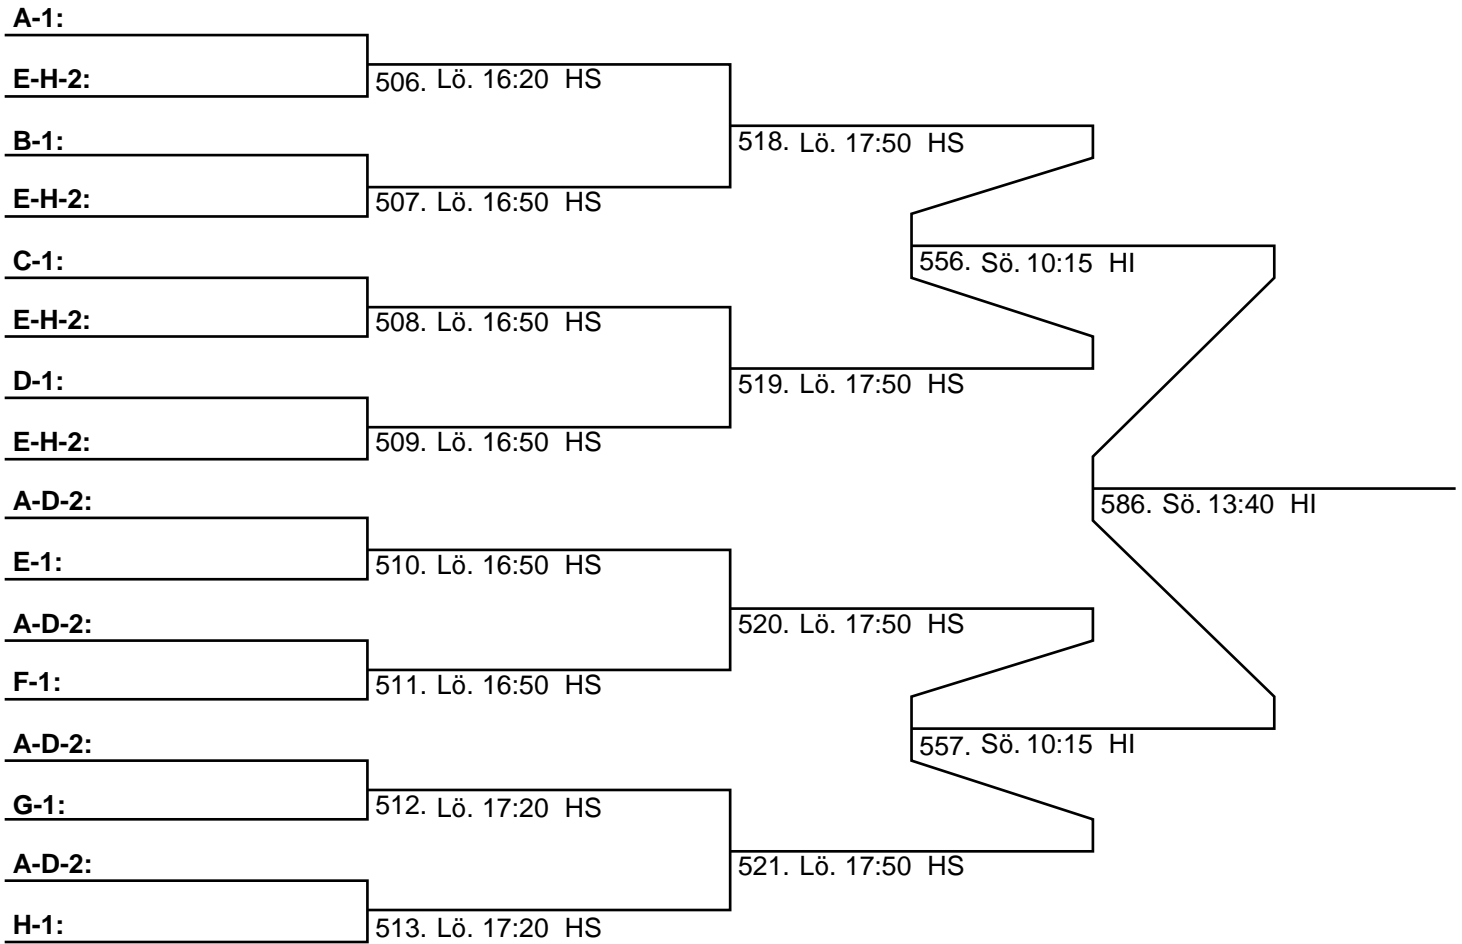 A-1:
E-H-2:
506. Lö. 16:20 HS
B-1:
518. Lö. 17:50 HS
E-H-2:
507. Lö. 16:50 HS
C-1:
556. Sö. 10:15 HI
E-H-2:
508. Lö. 16:50 HS
D-1:
519. Lö. 17:50 HS
E-H-2:
509. Lö. 16:50 HS
A-D-2:
586. Sö. 13:40 HI
E-1:
510. Lö. 16:50 HS
A-D-2:
520. Lö. 17:50 HS
F-1:
511. Lö. 16:50 HS
A-D-2:
557. Sö. 10:15 HI
G-1:
512. Lö. 17:20 HS
A-D-2:
521. Lö. 17:50 HS
H-1:
513. Lö. 17:20 HS